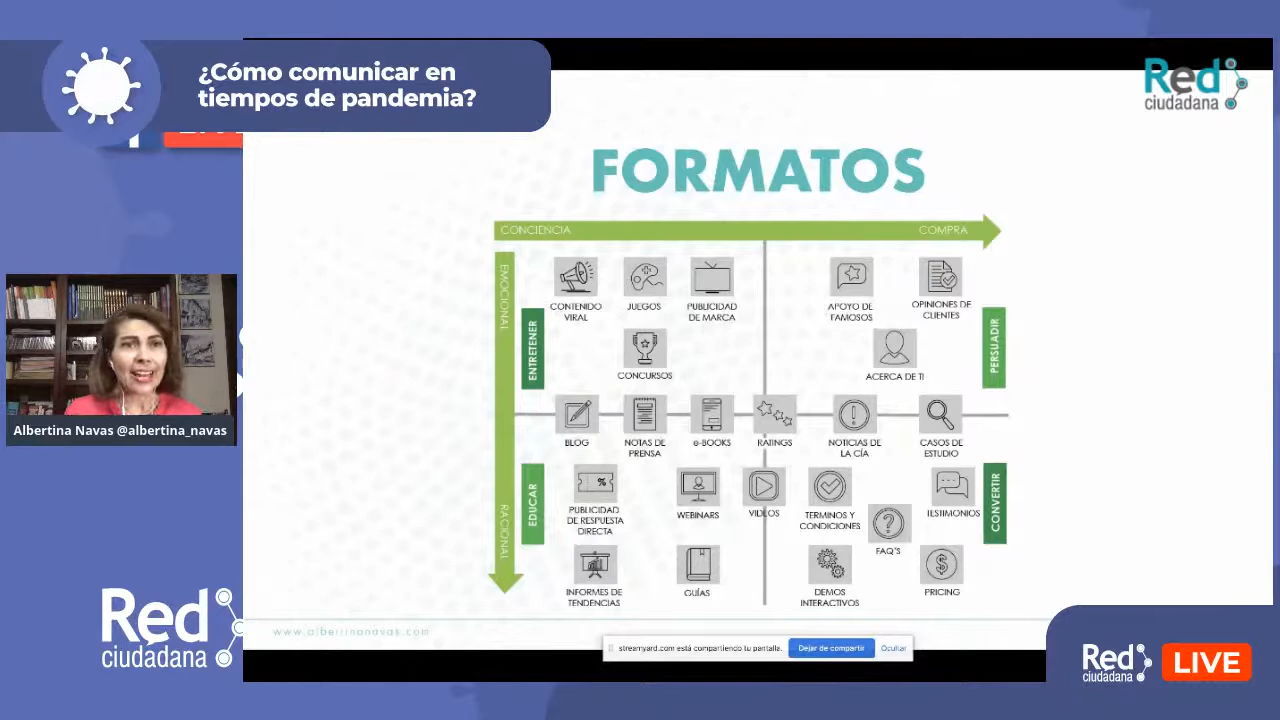 ¿Cómo comunicar en
tiempos de pandemia?
Red
ciudadana
FORMATOS
CONCIENCIA
COMPRA
EMOCIONAL
RACIONAL
ENTRETENER
EDUCAR
PERSUADIR
CONVERTIR
CONTENIDO
VIRAL
JUEGOS
PUBLICIDAD
DE MARCA
APOYO DE
FAMOSOS
OPINIONES DE
CLIENTES
CONCURSOS
ACERCA DE TI
BLOG
NOTAS DE
PRENSA
e-BOOKS
RATINGS
NOTICIAS DE
LA CÍA
CASOS DE
ESTUDIO
PUBLICIDAD
DE RESPUESTA
DIRECTA
WEBINARS
VIDEOS
TERMINOS Y
CONDICIONES
FAQ'S
TESTIMONIOS
INFORMES DE
TENDENCIAS
GUÍAS
DEMOS
INTERACTIVOS
PRICING
Albertina Navas @albertina_navas
www.albertinanavas.com
streamyard.com está compartiendo tu pantalla.
Dejar de compartir
Ocultar
Red
ciudadana
Red
ciudadana
LIVE